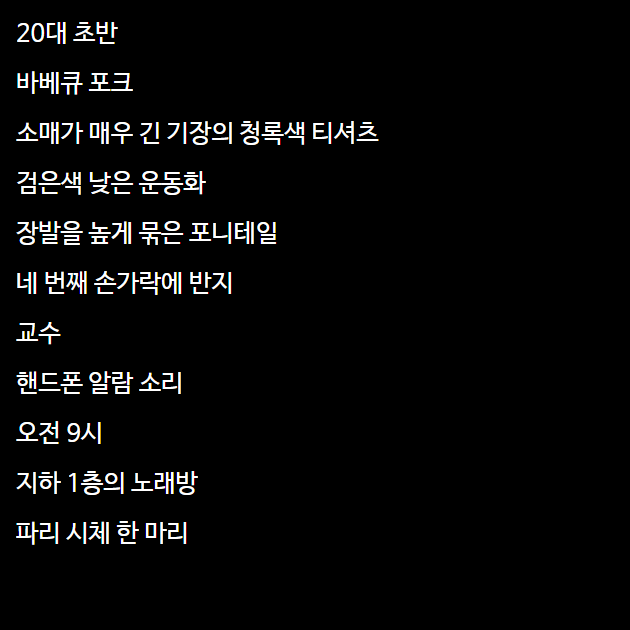 20대 초반
바베큐 포크
소매가 매우 긴 기장의 청록색 티셔츠
검은색 낮은 운동화
장발을 높게 묶은 포니테일
네 번째 손가락에 반지
교수
핸드폰 알람 소리
오전 9시
지하 1층의 노래방
파리 시체 한 마리